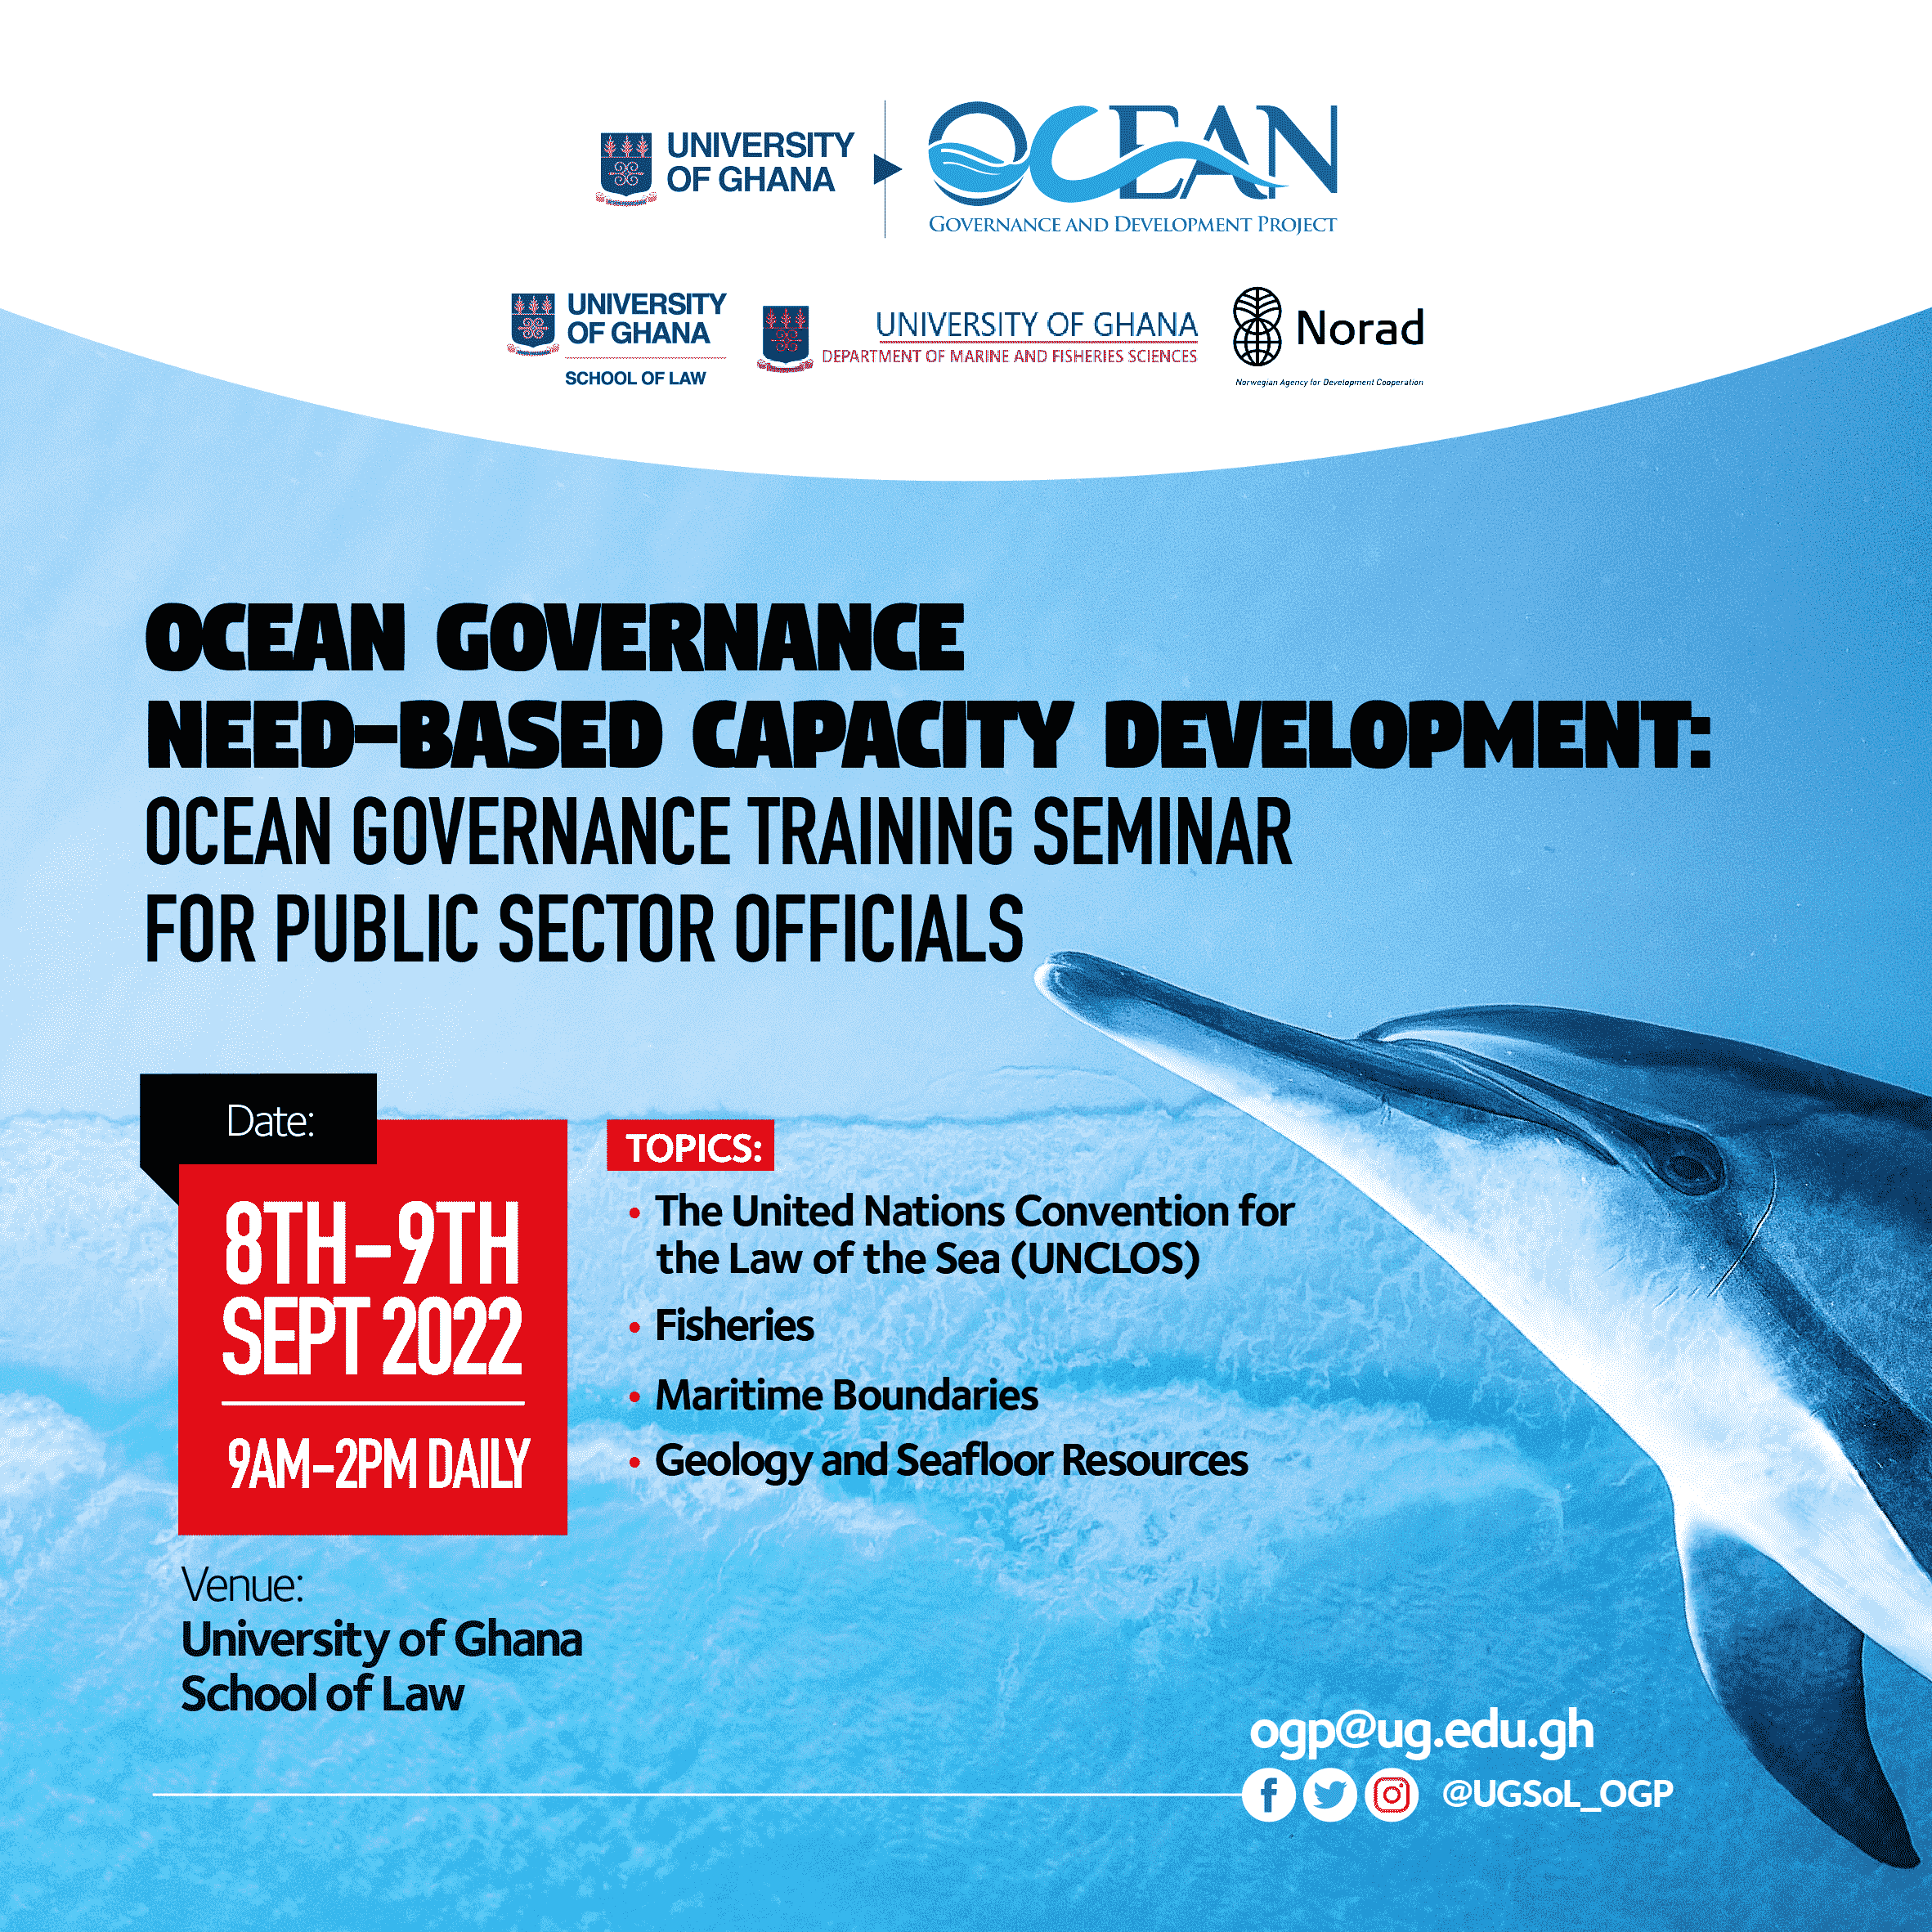 UNIVERSITY
OF GHANA
OCEAN
GOVERNANCE AND DEVELOPMENT PROJECT
UNIVERSITY
OF GHANA
SCHOOL OF LAW
UNIVERSITY OF GHANA
DEPARTMENT OF MARINE AND FISHERIES SCIENCES
Norad
Norwegian Agency for Development Cooperation
OCEAN GOVERNANCE
NEED-BASED CAPACITY DEVELOPMENT:
OCEAN GOVERNANCE TRAINING SEMINAR
FOR PUBLIC SECTOR OFFICIALS
Date:
8TH-9TH
SEPT 2022
9AM-2PM DAILY
TOPICS:
• The United Nations Convention for
the Law of the Sea (UNCLOS)
• Fisheries
• Maritime Boundaries
• Geology and Seafloor Resources
Venue:
University of Ghana
School of Law
ogp@ug.edu.gh
@UGSoL_OGP